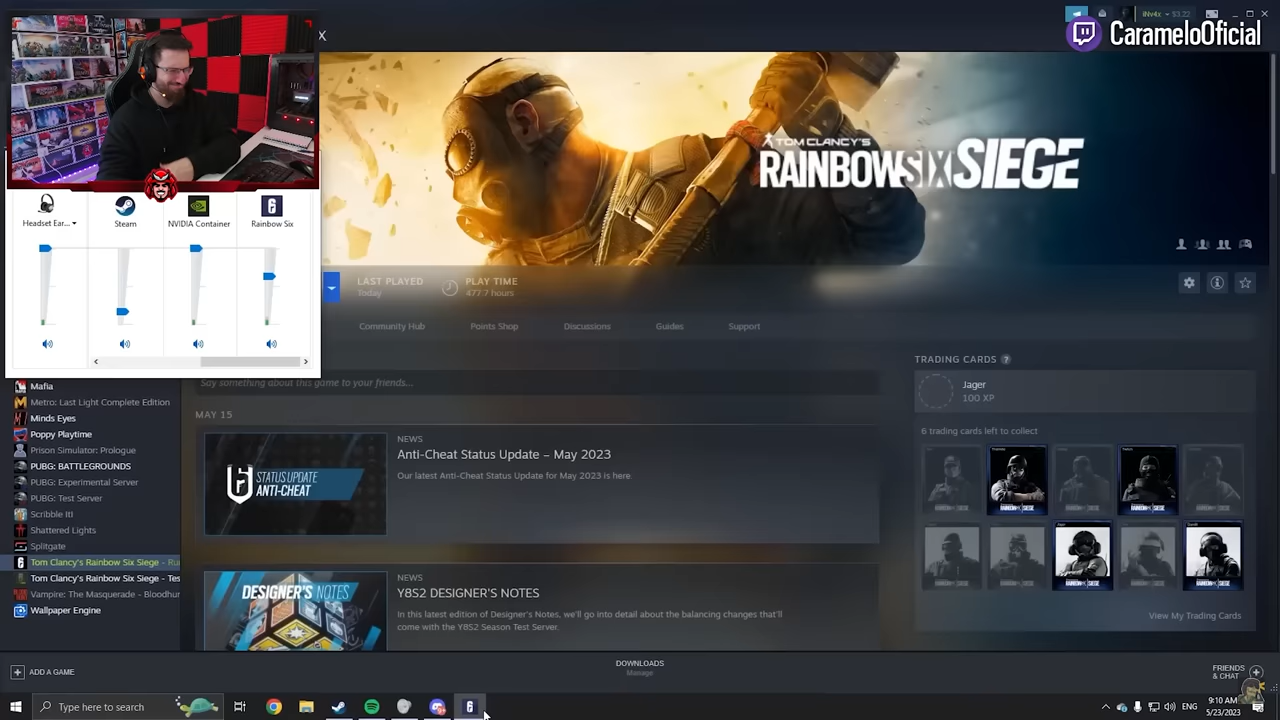 X
iNv4x
$3.22
CarameloOficial
TOM CLANCY'S
RAINBOWSIX SIEGE
Headset Ear...
Steam
NVIDIA Container
Rainbow Six
LAST PLAYED
Today
PLAY TIME
477.7 hours
Community Hub
Points Shop
Discussions
Guides
Support
Say something about this game to your friends...
MAY 15
NEWS
Anti-Cheat Status Update – May 2023
Our latest Anti-Cheat Status Update for May 2023 is here.
STATUS UPDATE
ANTI-CHEAT
NEWS
Y8S2 DESIGNER'S NOTES
In this latest edition of Designer's Notes, we'll go into detail about the balancing changes that'll
come with the Y8S2 Season Test Server.
DESIGNER'S NOTES
TRADING CARDS ?
Jager
100 XP
6 trading cards left to collect
View My Trading Cards
Mafia
Metro: Last Light Complete Edition
Minds Eyes
Poppy Playtime
Prison Simulator: Prologue
PUBG: BATTLEGROUNDS
PUBG: Experimental Server
PUBG: Test Server
Scribble It!
Shattered Lights
Splitgate
Tom Clancy's Rainbow Six Siege - Ru
Tom Clancy's Rainbow Six Siege - Tes
Vampire: The Masquerade - Bloodhun
Wallpaper Engine
ADD A GAME
DOWNLOADS
Manage
FRIENDS
& CHAT
Type here to search
ENG
9:10 AM
5/23/2023